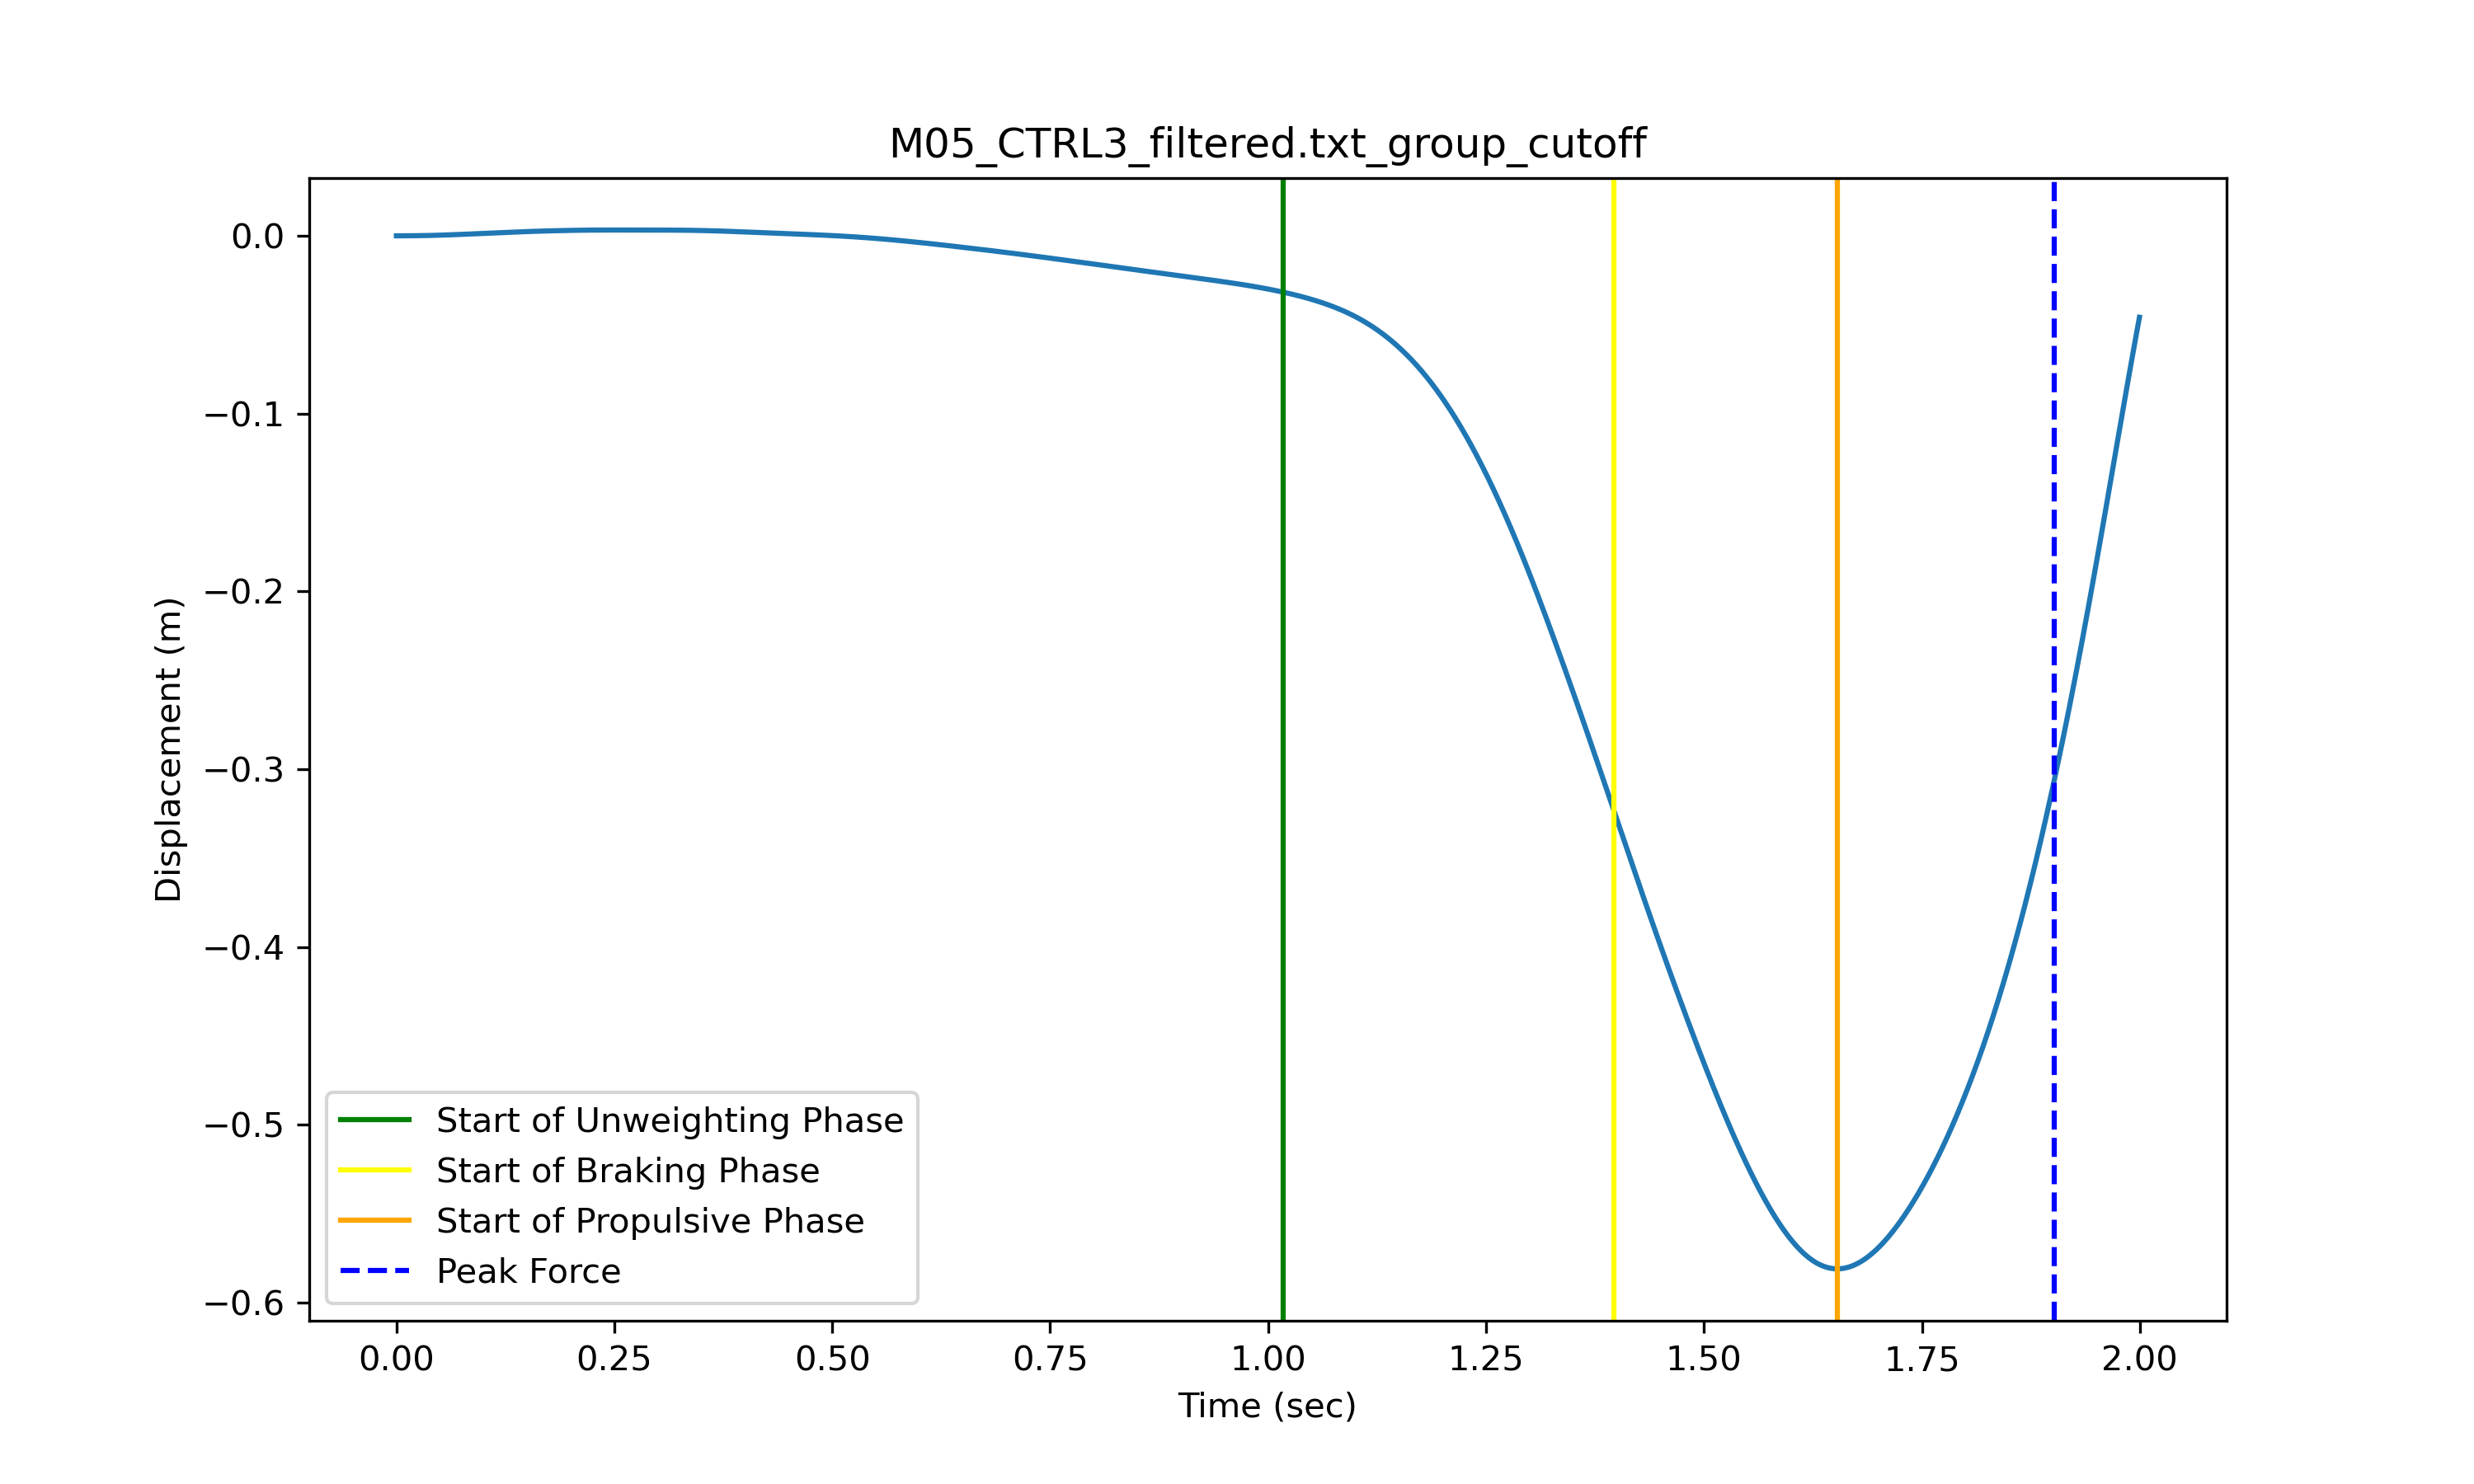 M05_CTRL3_filtered.txt_group_cutoff
Displacement (m)
0.0
−0.1
−0.2
−0.3
−0.4
−0.5
−0.6
Start of Unweighting Phase
Start of Braking Phase
Start of Propulsive Phase
Peak Force
0.00 0.25 0.50 0.75 1.00 1.25 1.50 1.75 2.00
Time (sec)